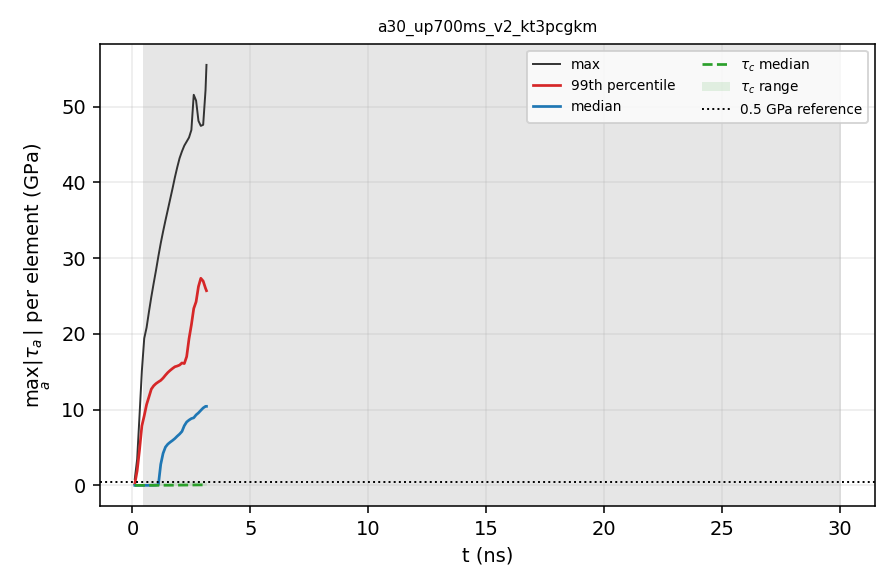 a30_up700ms_v2_kt3pcgkm
max
99th percentile
median
τc median
τc range
0.5 GPa reference
max|τa| per element (GPa)
a
50
40
30
20
10
0
0 5 10 15 20 25 30
t (ns)